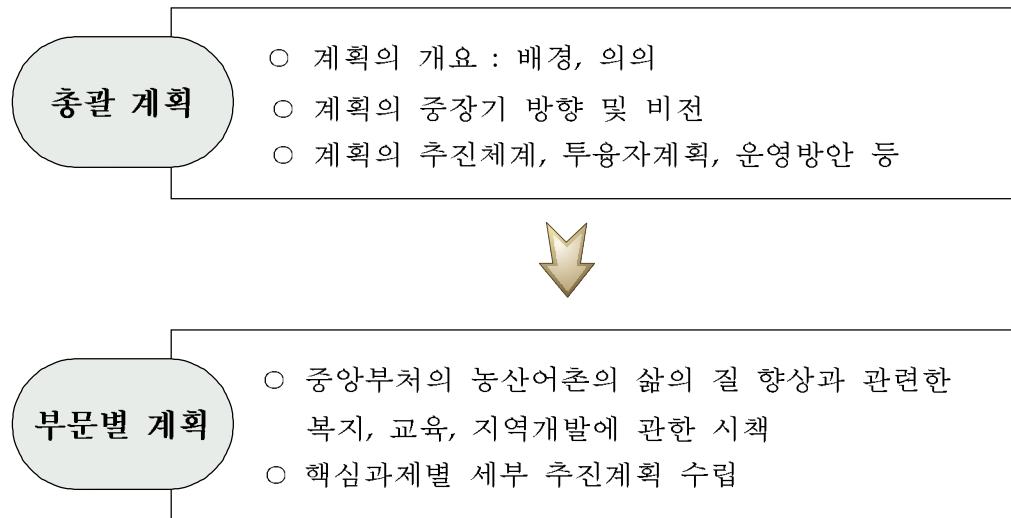 총괄 계획
○ 계획의 개요 : 배경, 의의
○ 계획의 중장기 방향 및 비전
○ 계획의 추진체계, 투융자계획, 운영방안 등
부문별 계획
○ 중앙부처의 농산어촌의 삶의 질 향상과 관련한
복지, 교육, 지역개발에 관한 시책
○ 핵심과제별 세부 추진계획 수립